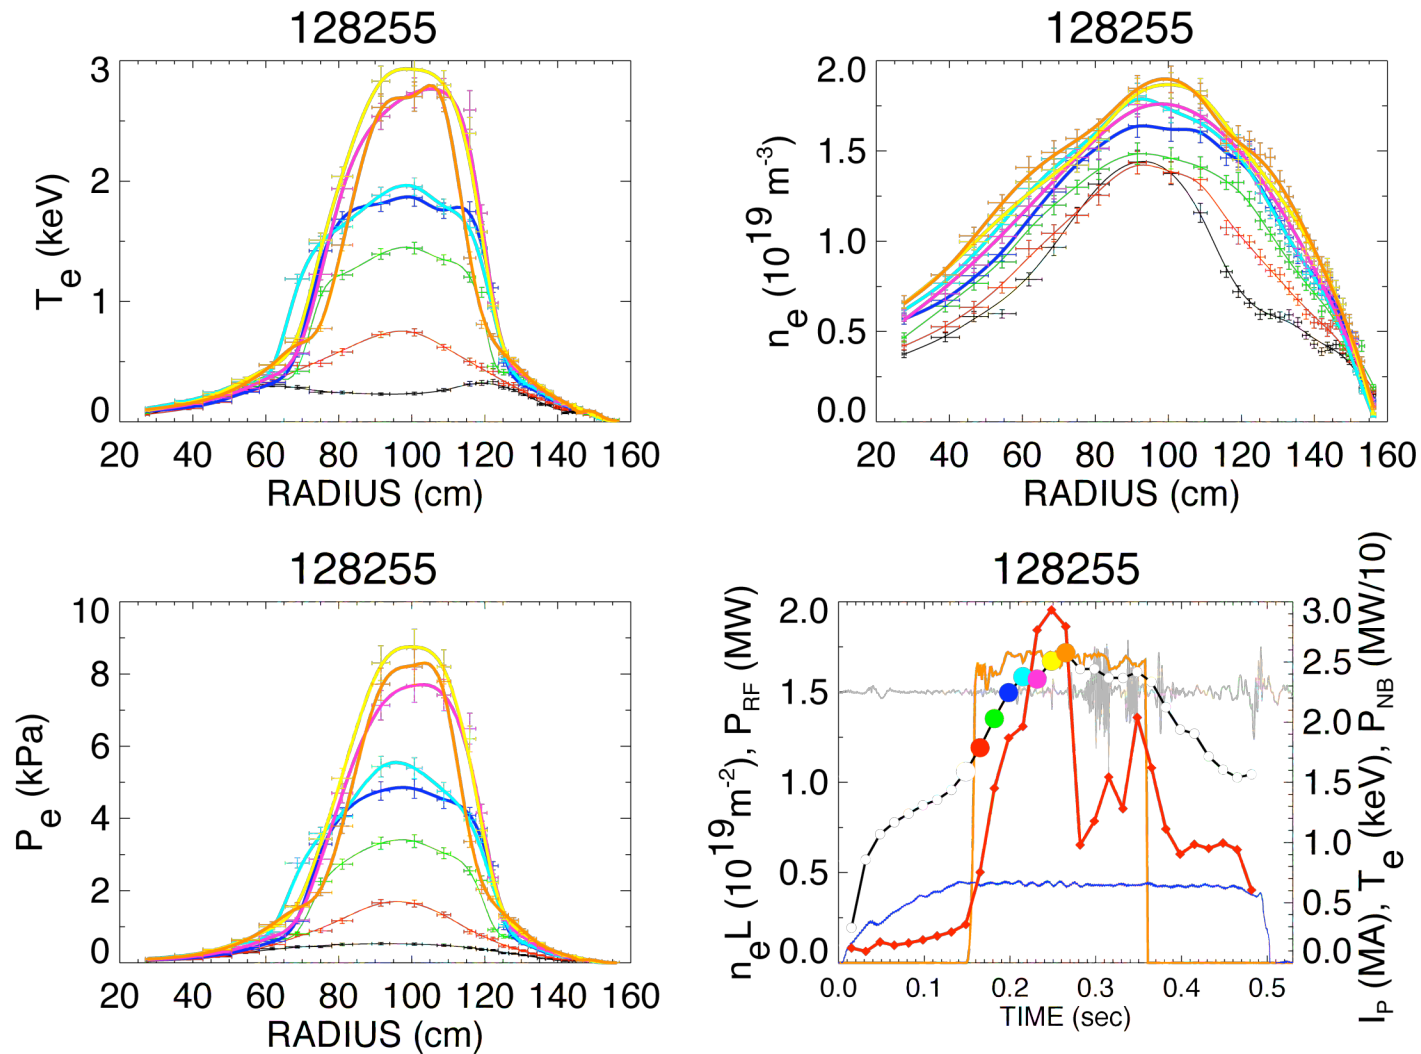 128255
3
2
1
0
T_e (keV)
20 40 60 80 100 120 140 160
RADIUS (cm)
128255
2.0
1.5
1.0
0.5
0.0
n_e (10^19 m^-3)
20 40 60 80 100 120 140 160
RADIUS (cm)
128255
10
8
6
4
2
0
P_e (kPa)
20 40 60 80 100 120 140 160
RADIUS (cm)
128255
2.0
1.5
1.0
0.5
0.0
n_eL (10^19m^-2), P_RF (MW)
3.0
2.5
2.0
1.5
1.0
0.5
0.0
I_P (MA), T_e (keV), P_NB (MW/10)
0.0 0.1 0.2 0.3 0.4 0.5
TIME (sec)